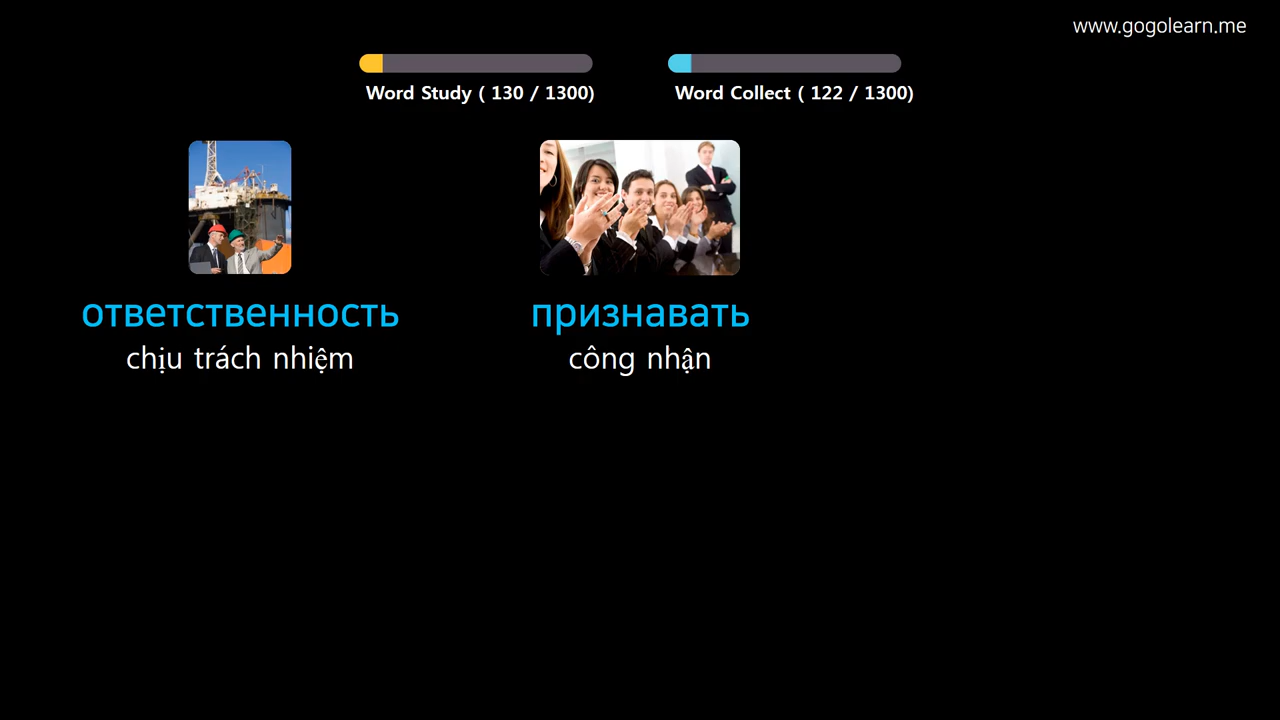 www.gogolearn.me
Word Study ( 130 / 1300)
Word Collect ( 122 / 1300)
ответственность
признавать
chịu trách nhiệm
công nhận